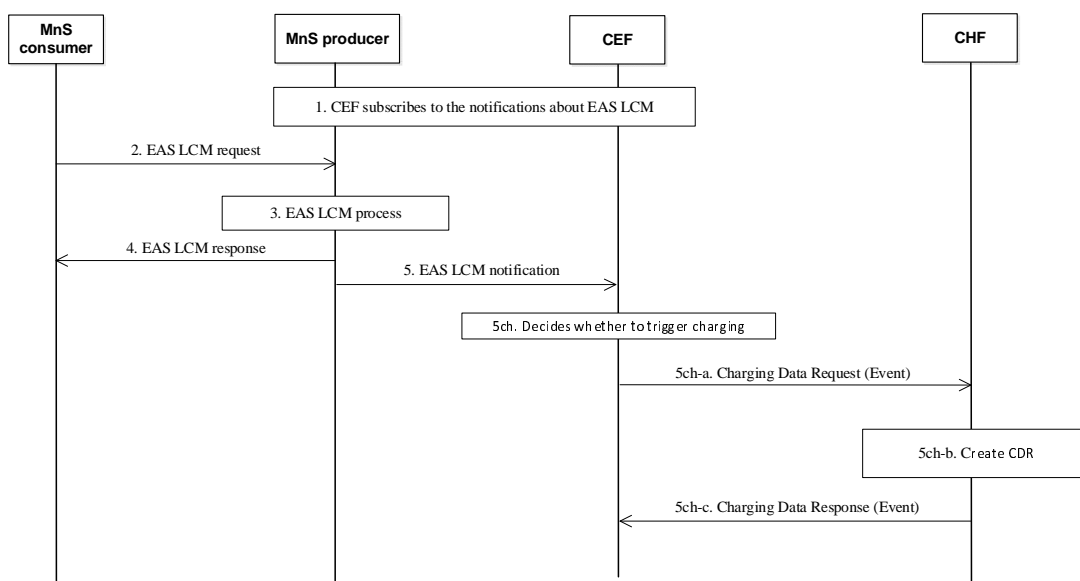 MnS
consumer
MnS producer
CEF
CHF
1. CEF subscribes to the notifications about EAS LCM
2. EAS LCM request
3. EAS LCM process
4. EAS LCM response
5. EAS LCM notification
5ch. Decides whether to trigger charging
5ch-a. Charging Data Request (Event)
5ch-b. Create CDR
5ch-c. Charging Data Response (Event)